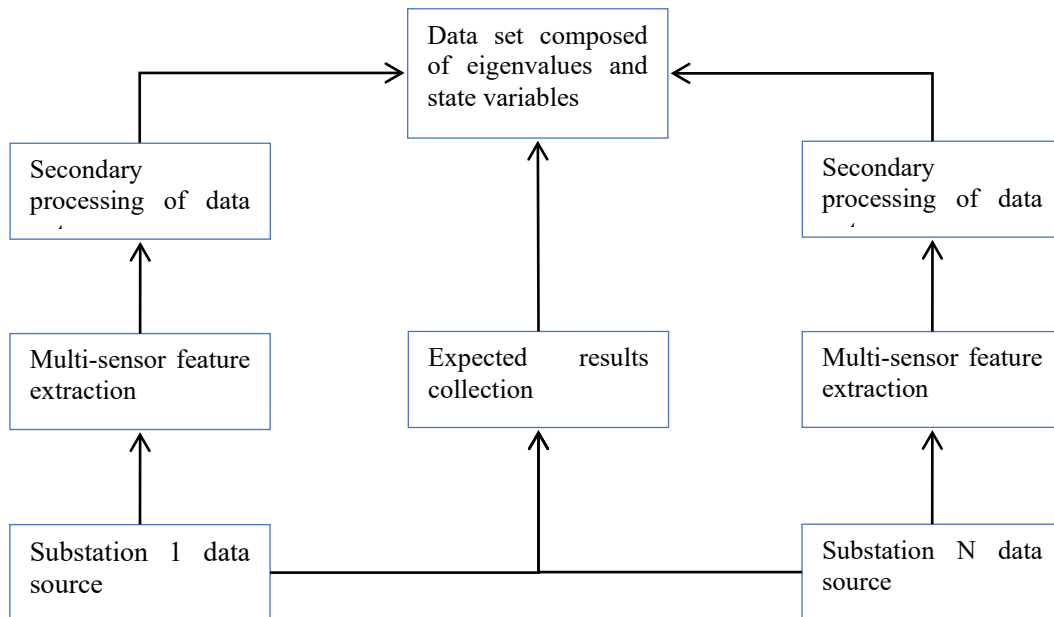 Data set composed
of eigenvalues and
state variables
Secondary
processing of data
Secondary
processing of data
Multi-sensor feature
extraction
Expected results
collection
Multi-sensor feature
extraction
Substation 1 data
source
Substation N data
source